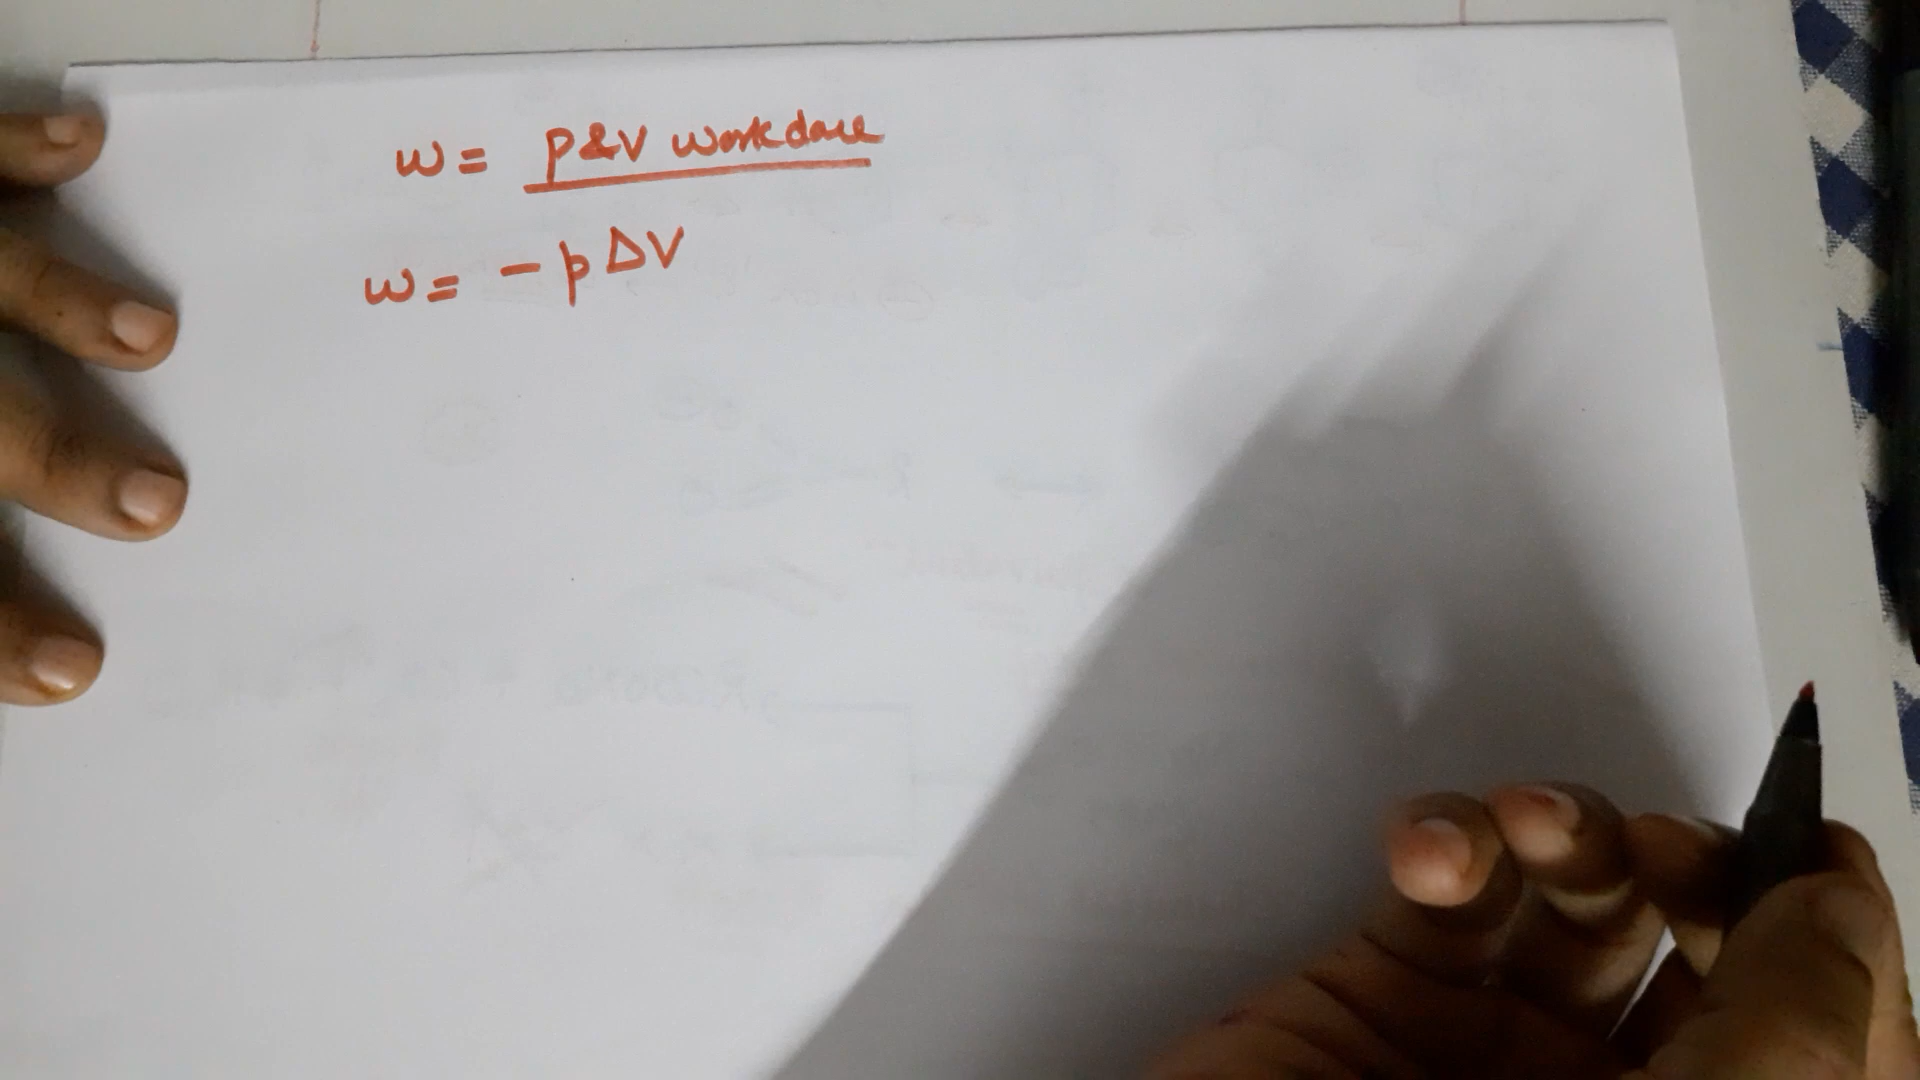 w = P&V workdone
w = - p ΔV